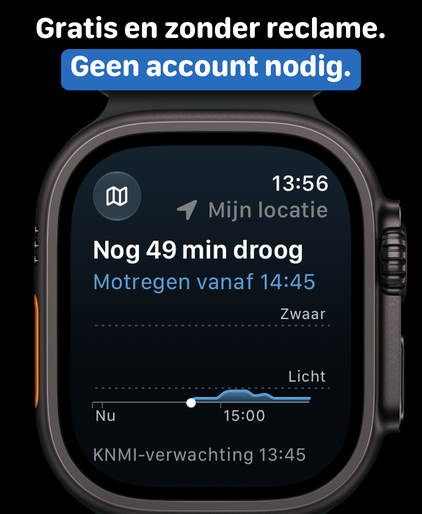 Gratis en zonder reclame.
Geen account nodig.
13:56
Mijn locatie
Nog 49 min droog
Motregen vanaf 14:45
Zwaar
Licht
Nu
15:00
KNMI-verwachting 13:45